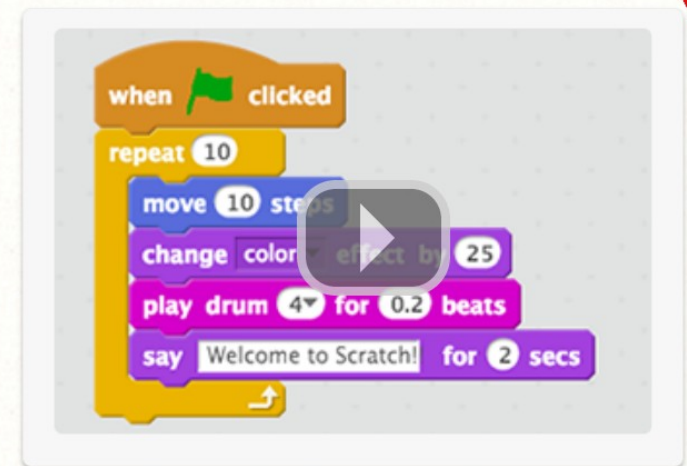 when clicked
repeat 10
move 10 steps
change color effect by 25
play drum 4 for 0.2 beats
say Welcome to Scratch! for 2 secs